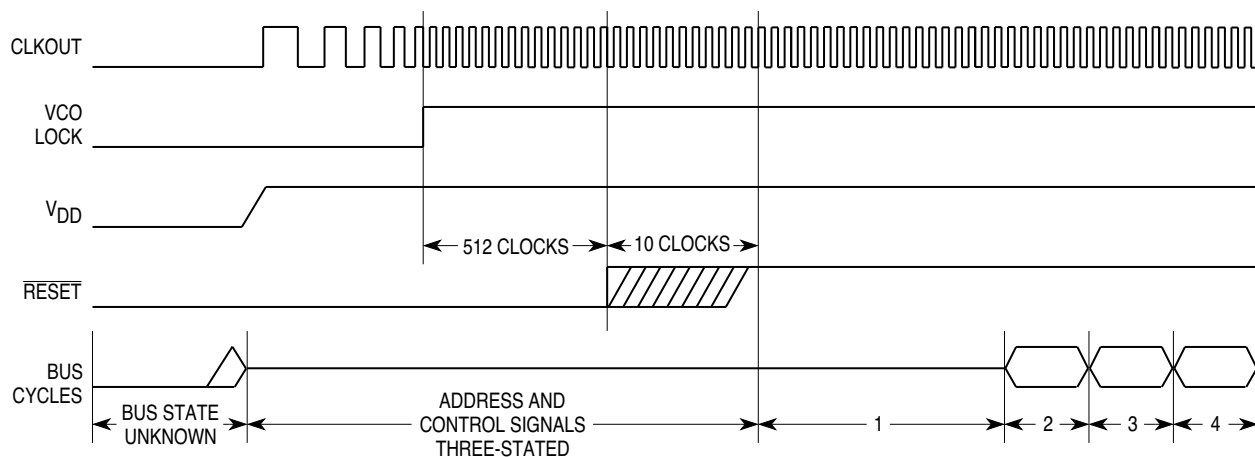 CLKOUT
VCO
LOCK
VDD
512 CLOCKS
10 CLOCKS
RESET
BUS
CYCLES
BUS STATE
UNKNOWN
ADDRESS AND
CONTROL SIGNALS
THREE-STATED
1
2
3
4